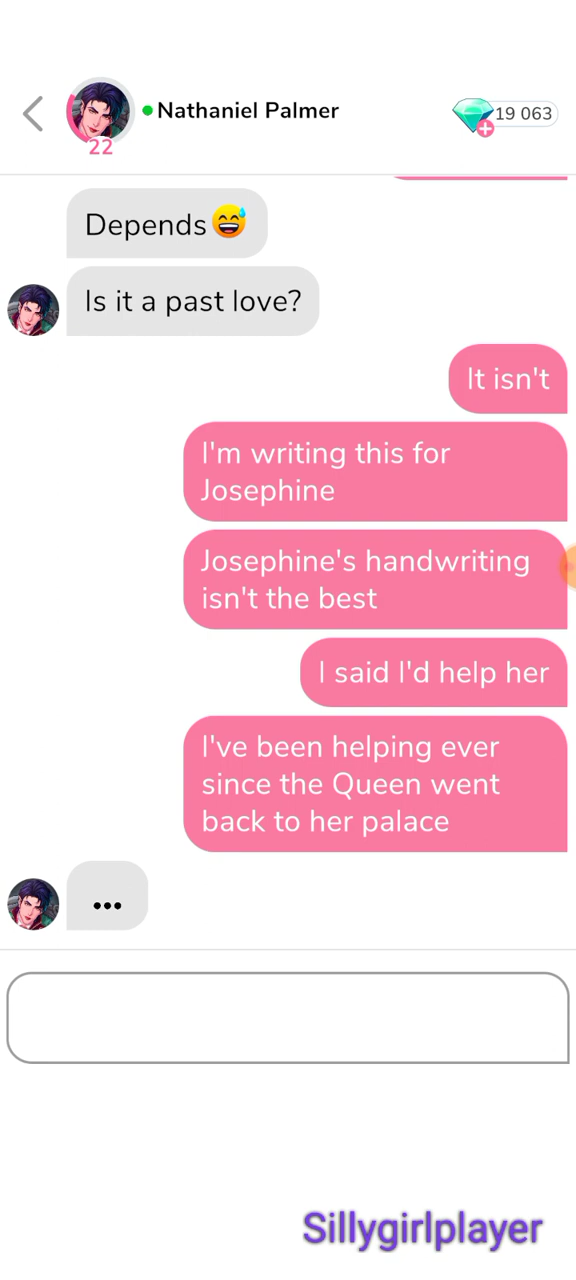 Nathaniel Palmer
19 063
22
Depends😅
Is it a past love?
It isn't
I'm writing this for
Josephine
Josephine's handwriting
isn't the best
I said I'd help her
I've been helping ever
since the Queen went
back to her palace
...
Sillygirlplayer